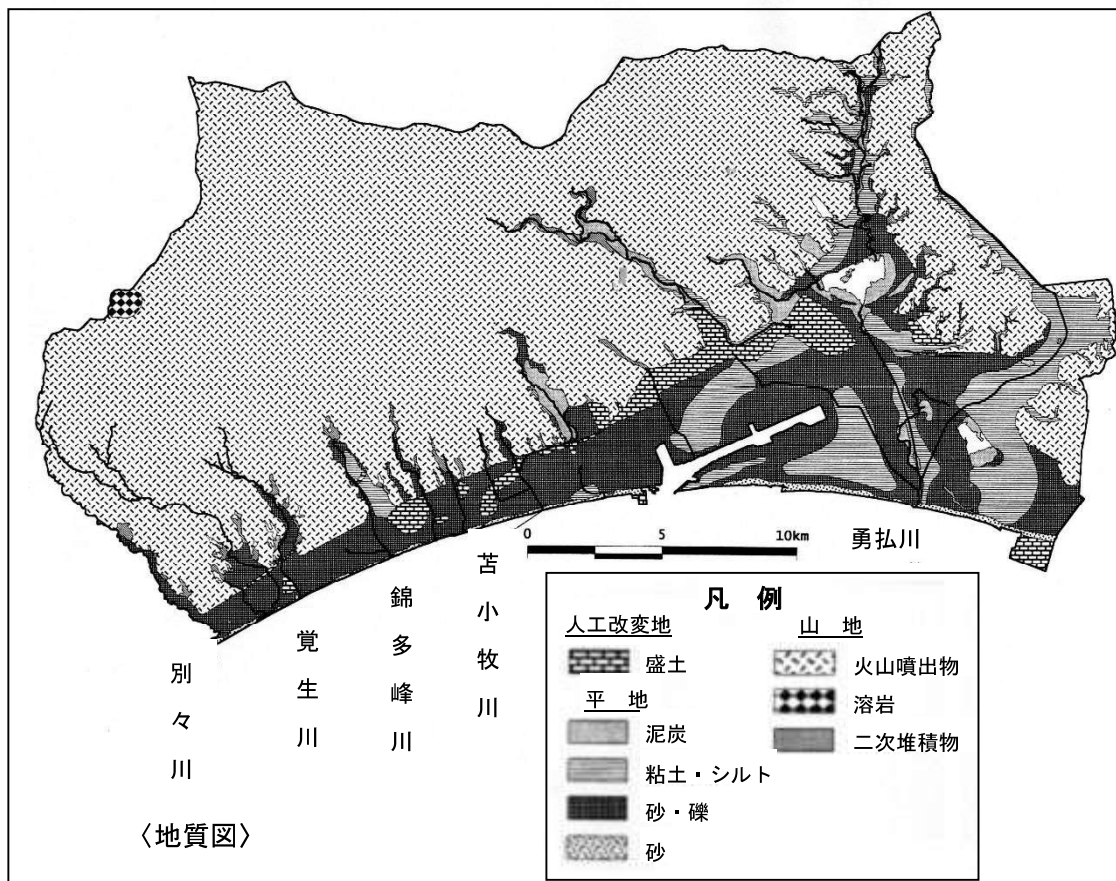 0 5 10km
勇払川
苫小牧川
錦多峰川
覚生川
別々川
〈地質図〉
凡 例
人工改変地
盛土
平 地
泥炭
粘土・シルト
砂・礫
砂
山 地
火山噴出物
溶岩
二次堆積物